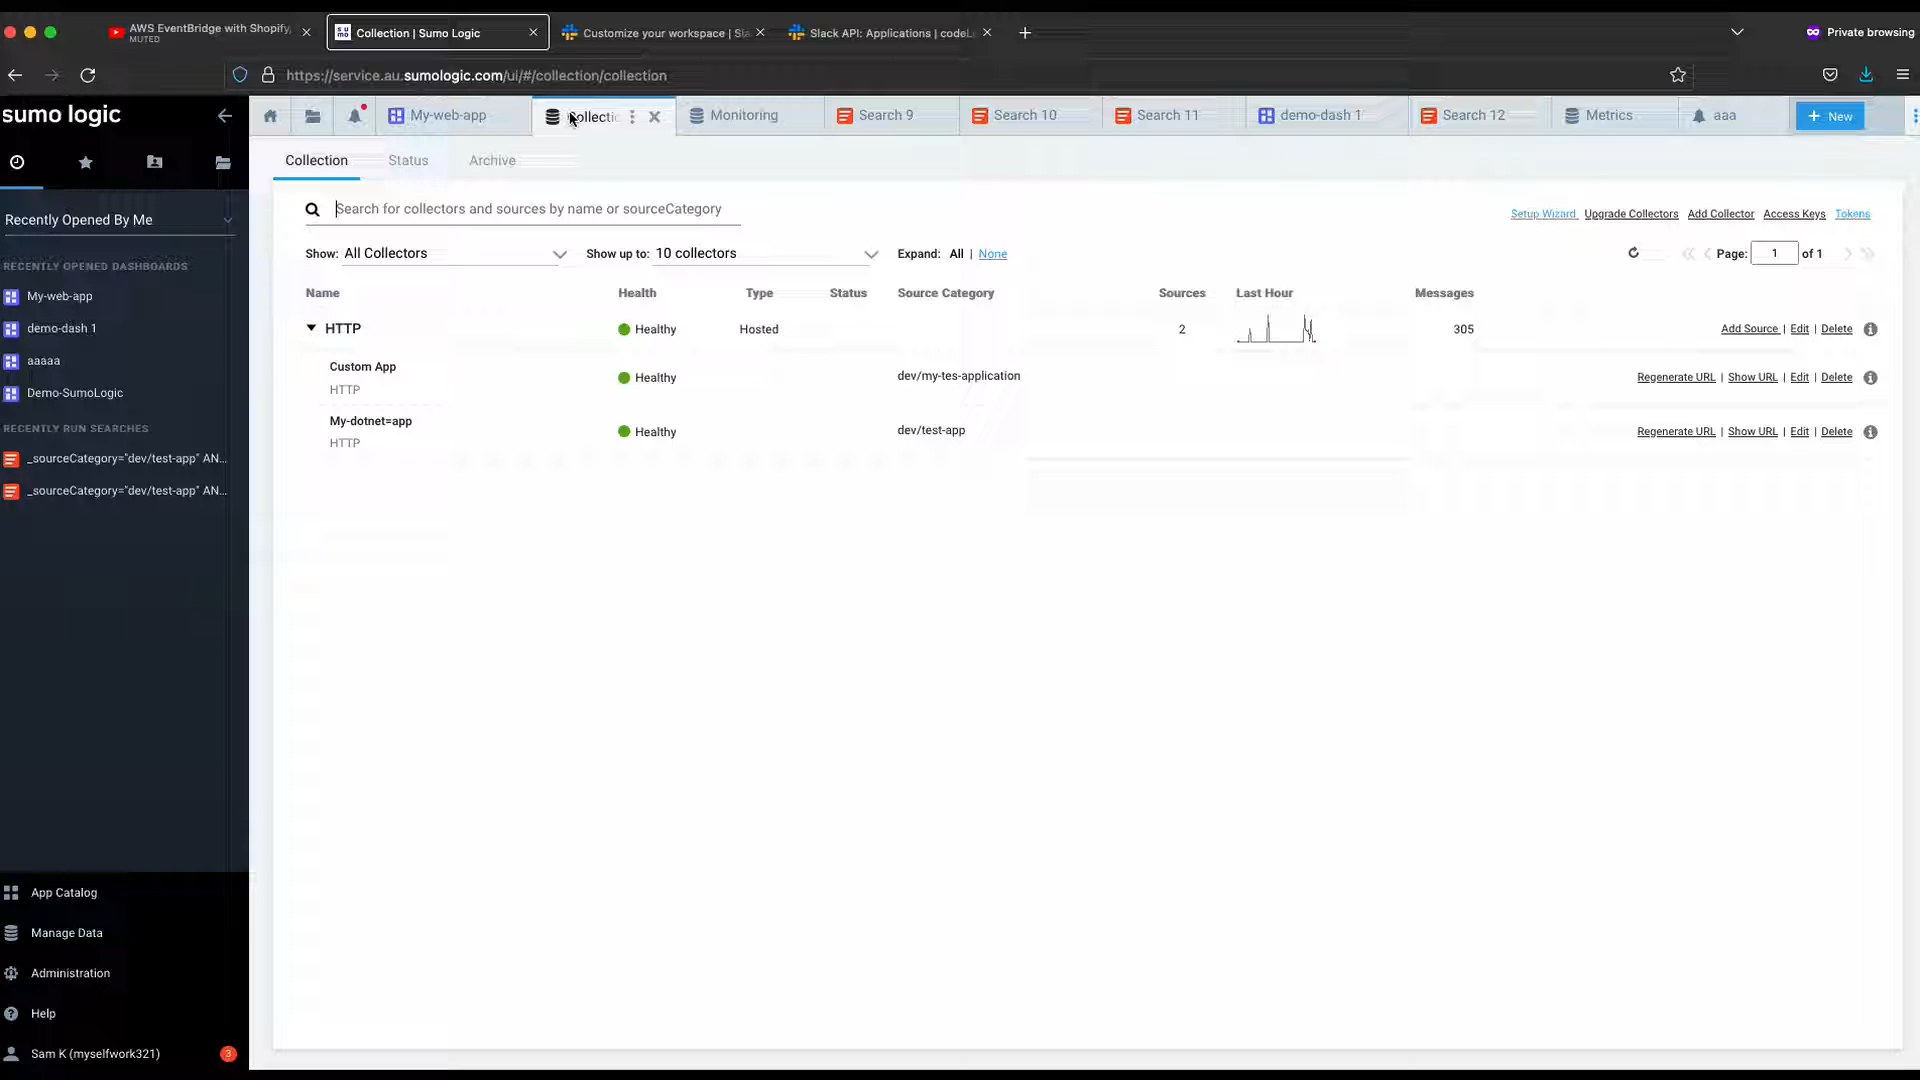 AWS EventBridge with Shopify,
MUTED
Collection | Sumo Logic
Customize your workspace | Sl
Slack API: Applications | codeL
Private browsing
https://service.au.sumologic.com/ui/#/collection/collection
sumo logic
My-web-app
Collectic
Monitoring
Search 9
Search 10
Search 11
demo-dash 1
Search 12
Metrics
aaa
+ New
Collection
Status
Archive
Recently Opened By Me
Search for collectors and sources by name or sourceCategory
Setup Wizard
Upgrade Collectors
Add Collector
Access Keys
Tokens
Show: All Collectors
Show up to: 10 collectors
Expand: All | None
Page: 1 of 1
RECENTLY OPENED DASHBOARDS
My-web-app
demo-dash 1
aaaaa
Demo-SumoLogic
RECENTLY RUN SEARCHES
_sourceCategory="dev/test-app" AN...
_sourceCategory="dev/test-app" AN...
Name Health Type Status Source Category Sources Last Hour Messages
HTTP Healthy Hosted 2 305 Add Source | Edit | Delete
Custom App
HTTP
Healthy dev/my-tes-application Regenerate URL | Show URL | Edit | Delete
My-dotnet=app
HTTP
Healthy dev/test-app Regenerate URL | Show URL | Edit | Delete
App Catalog
Manage Data
Administration
Help
Sam K (myselfwork321)
3